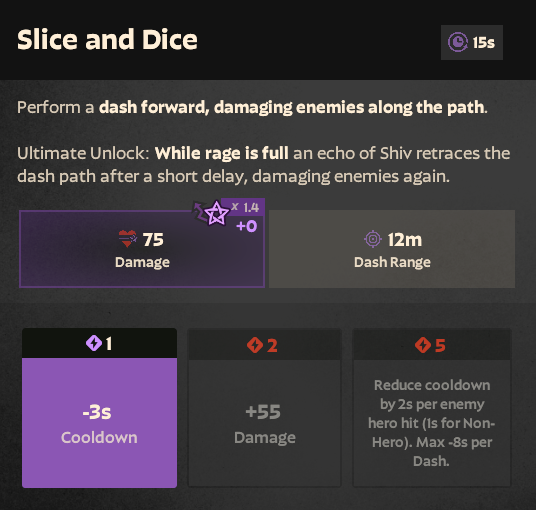 Slice and Dice
15s
Perform a dash forward, damaging enemies along the path.
Ultimate Unlock: While rage is full an echo of Shiv retraces the
dash path after a short delay, damaging enemies again.
x 1.4
+0
75
Damage
12m
Dash Range
1
-3s
Cooldown
2
+55
Damage
5
Reduce cooldown
by 2s per enemy
hero hit (1s for Non-
Hero). Max -8s per
Dash.